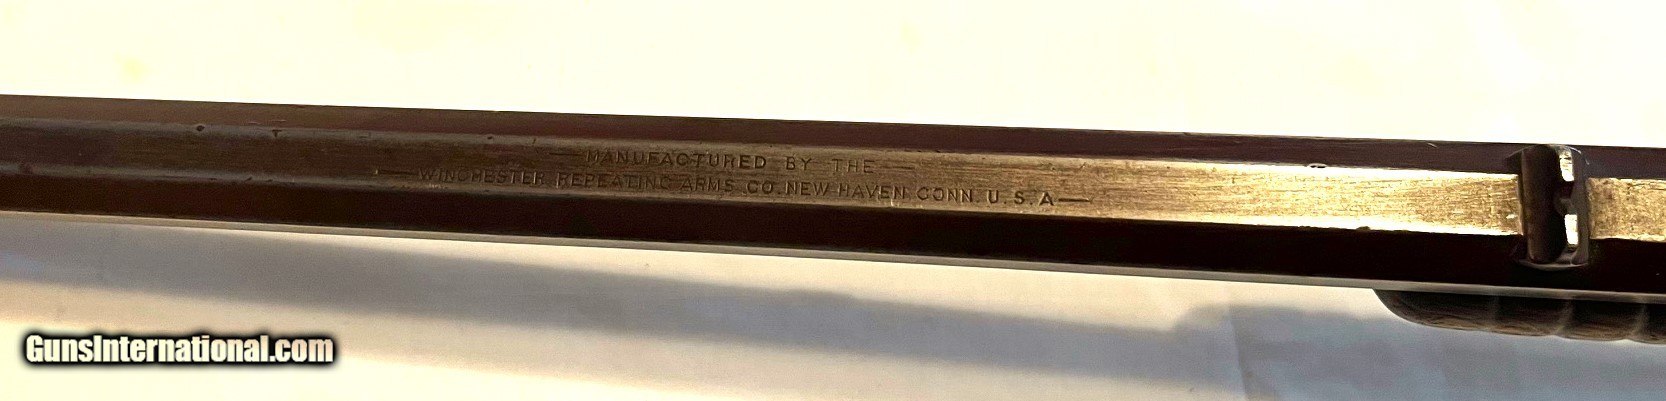 — MANUFACTURED BY THE —
— WINCHESTER REPEATING ARMS CO. NEW HAVEN. CONN. U.S.A —
GunsInternational.com